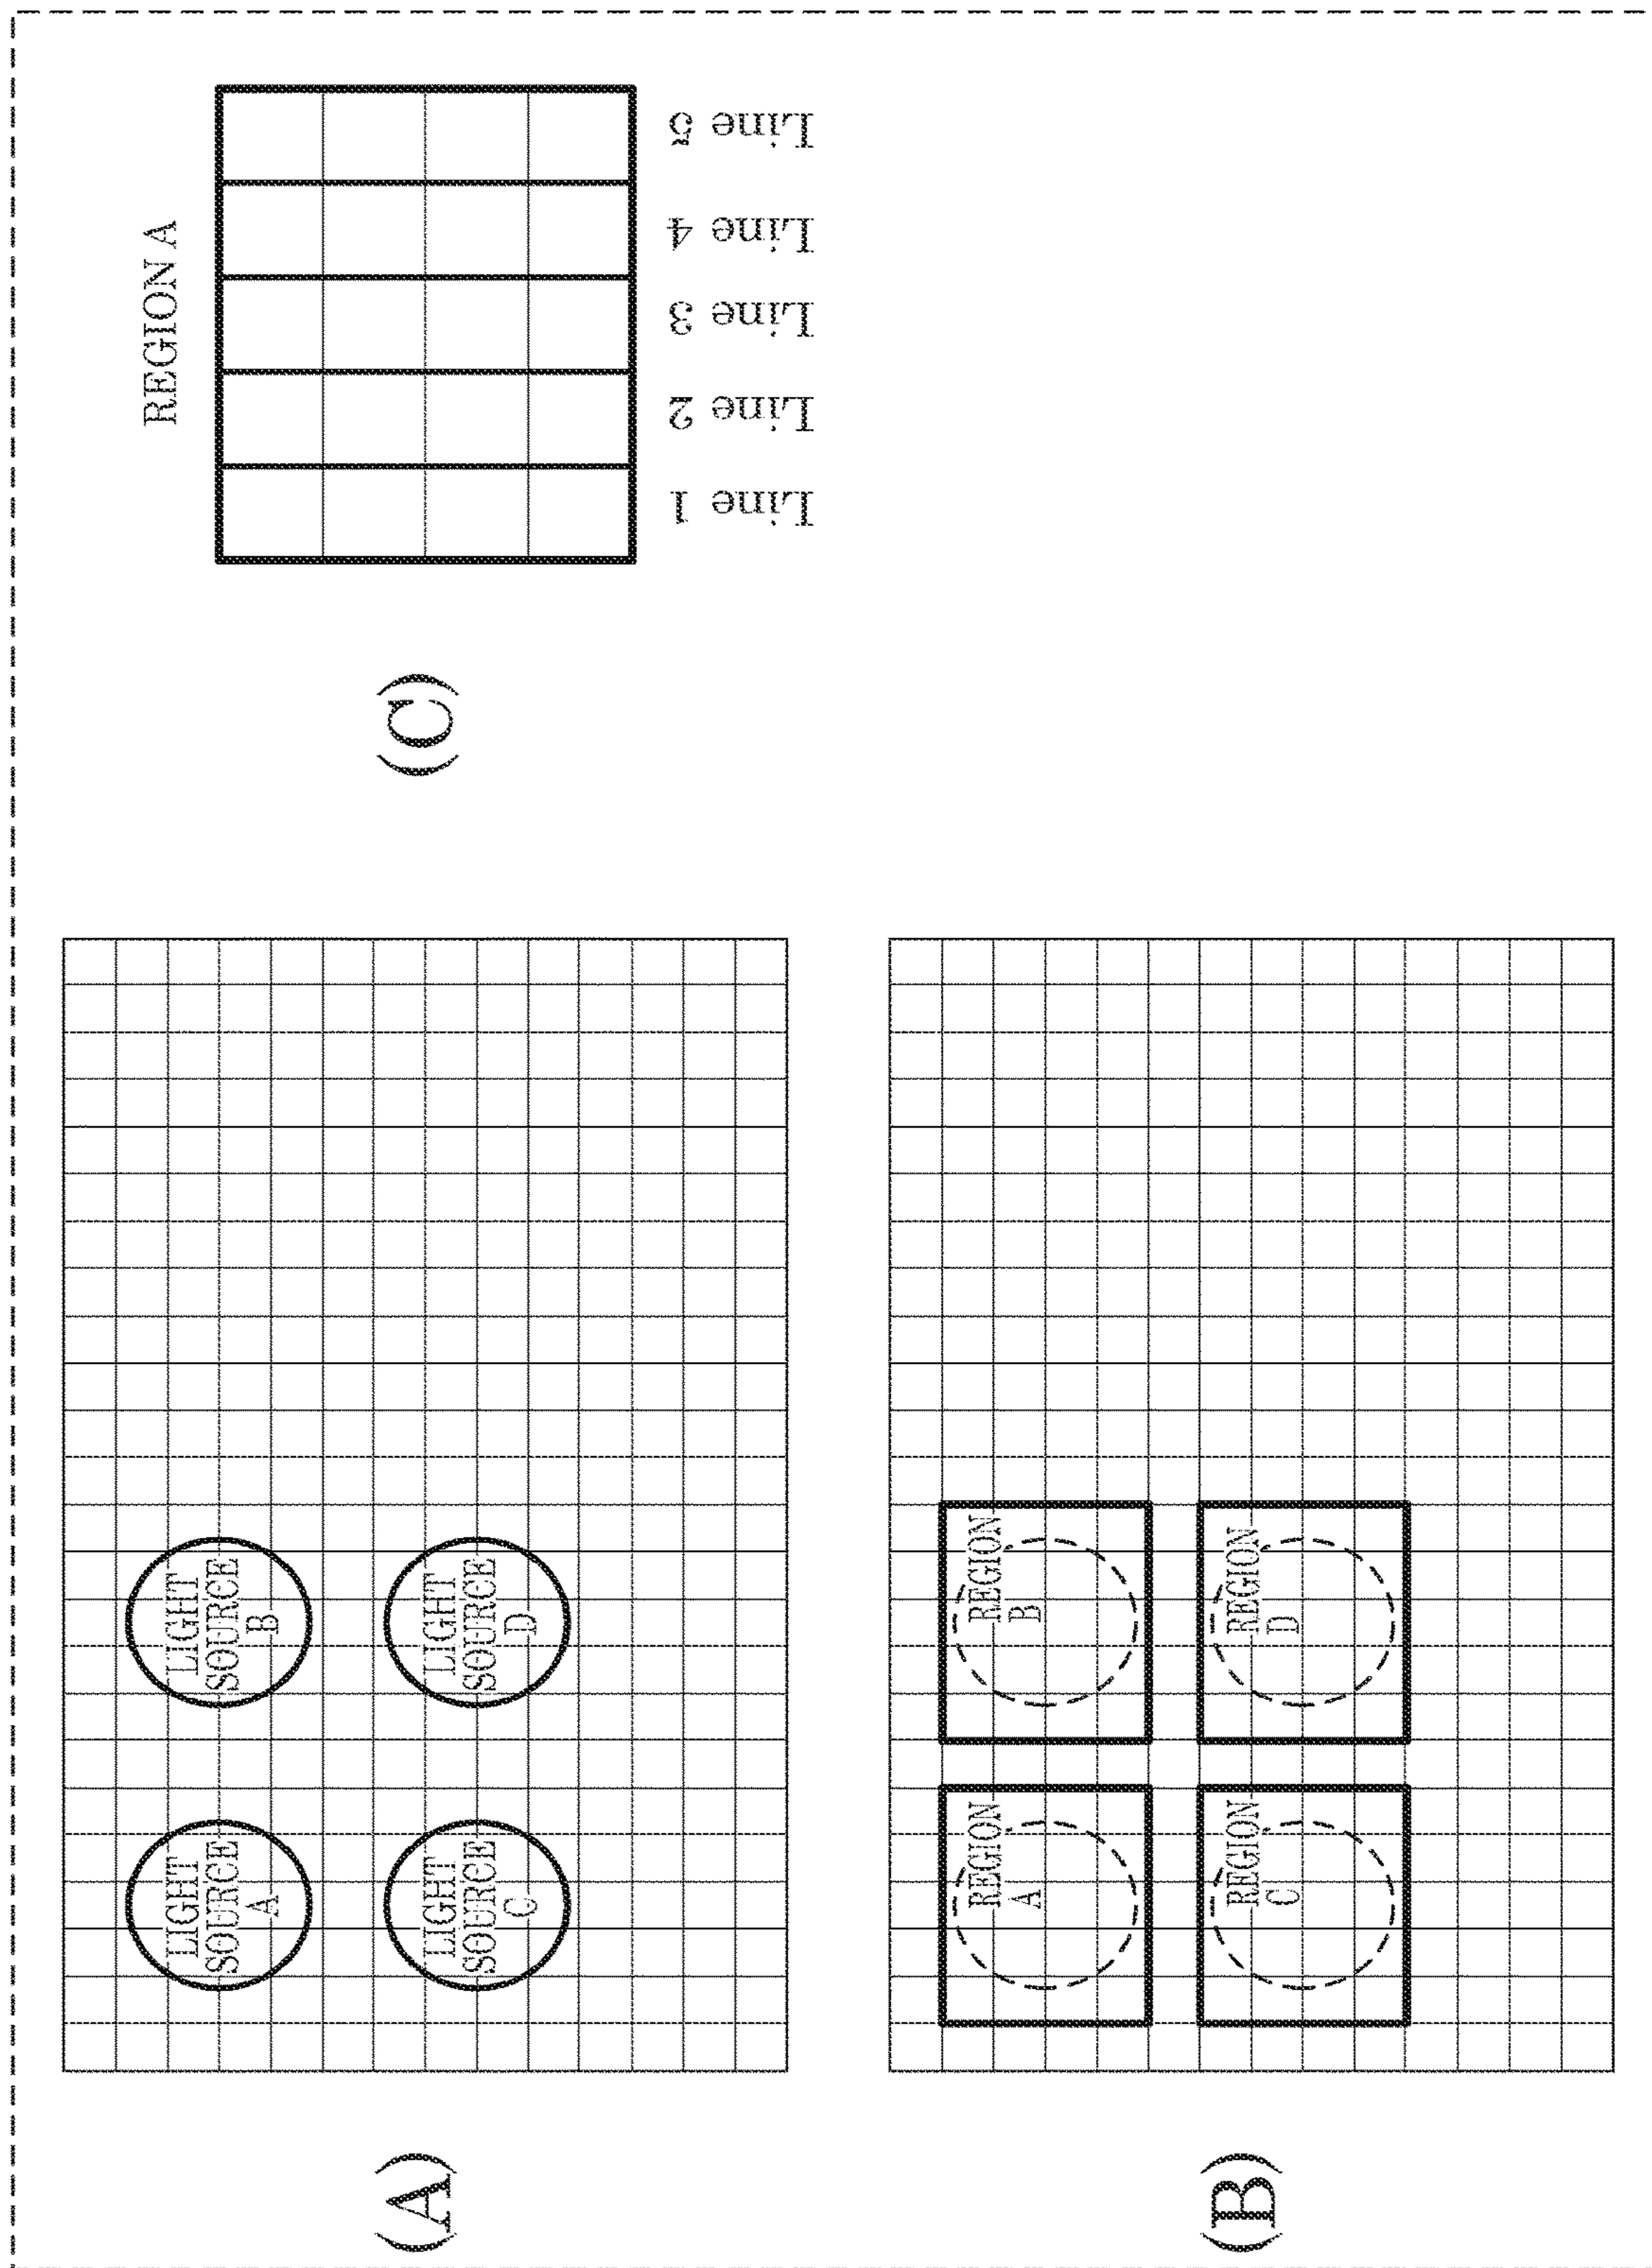 (A)
LIGHT
SOURCE
A
LIGHT
SOURCE
B
LIGHT
SOURCE
C
LIGHT
SOURCE
D
(B)
REGION
A
REGION
B
REGION
C
REGION
D
(C)
REGION A
Line 1
Line 2
Line 3
Line 4
Line 5